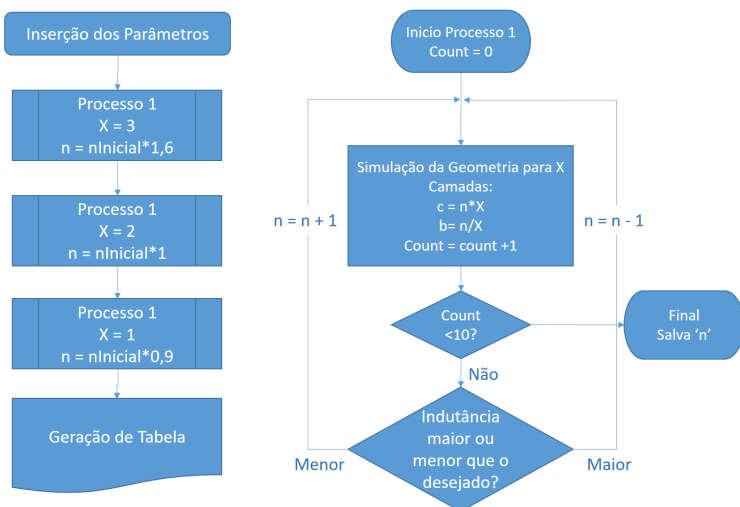 Inserção dos Parâmetros
Processo 1
X = 3
n = nInicial*1,6
Processo 1
X = 2
n = nInicial*1
Processo 1
X = 1
n = nInicial*0,9
Geração de Tabela
Inicio Processo 1
Count = 0
Simulação da Geometria para X
Camadas:
c = n*X
b= n/X
Count = count +1
n = n + 1
n = n - 1
Count
<10?
Final
Salva ‘n’
Não
Indutância
maior ou
menor que o
desejado?
Menor
Maior